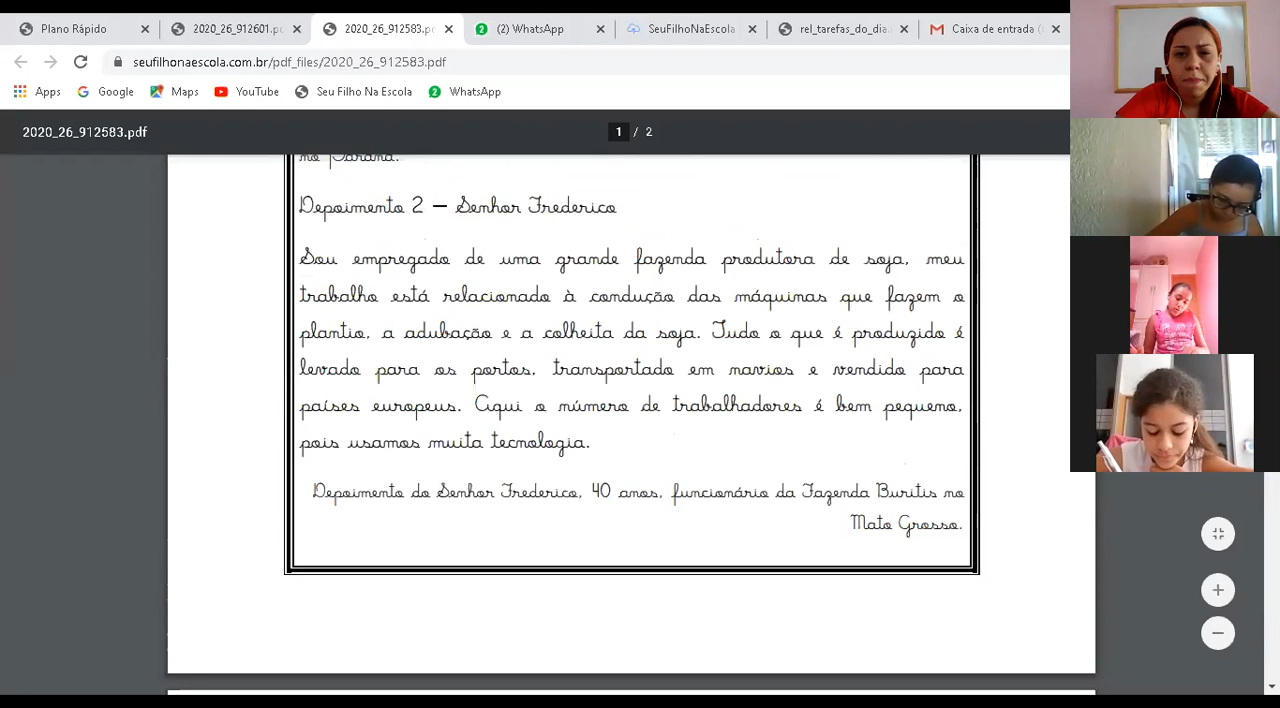 Plano Rápido
2020_26_912601.p
2020_26_912583.p
(2) WhatsApp
SeuFilhoNaEscola
rel_tarefas_do_dia.
Caixa de entrada (
seufilhonaescola.com.br/pdf_files/2020_26_912583.pdf
Apps Google Maps YouTube Seu Filho Na Escola WhatsApp
2020_26_912583.pdf
1 / 2
no Paraná.
Depoimento 2 – Senhor Frederico
Sou empregado de uma grande fazenda produtora de soja, meu
trabalho está relacionado à condução das máquinas que fazem o
plantio, a adubação e a colheita da soja. Tudo o que é produzido é
levado para os portos, transportado em navios e vendido para
países europeus. Aqui o número de trabalhadores é bem pequeno,
pois usamos muita tecnologia.
Depoimento do Senhor Frederico, 40 anos, funcionário da Fazenda Buritis no
Mato Grosso.